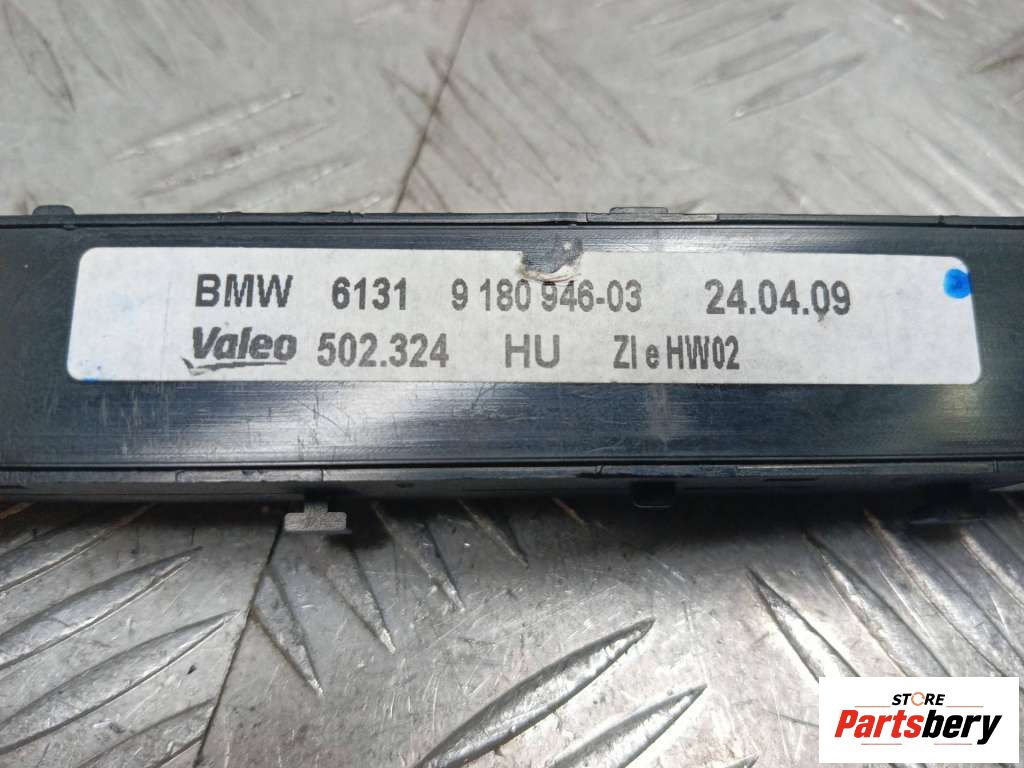 BMW 6131 9 180 946-03 24.04.09
Valeo 502.324 HU ZI e HW02
STORE
Partsbery